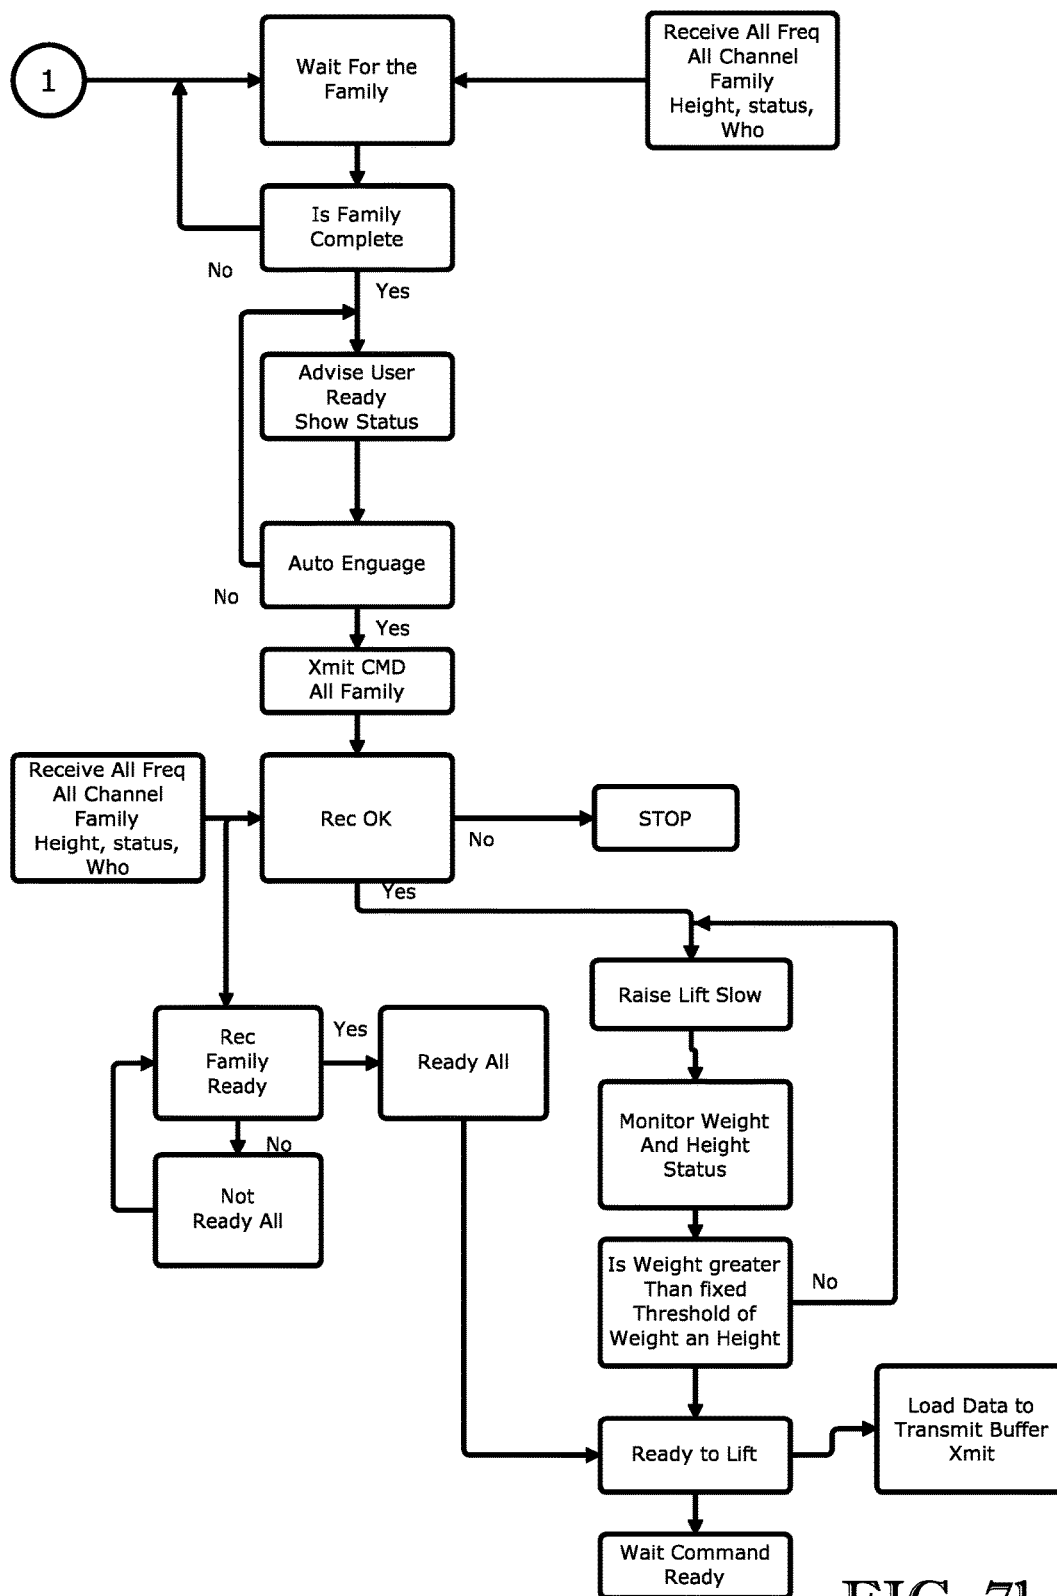 1
Wait For the
Family
Receive All Freq
All Channel
Family
Height, status,
Who
Is Family
Complete
No
Yes
Advise User
Ready
Show Status
Auto Enguage
No
Yes
Xmit CMD
All Family
Receive All Freq
All Channel
Family
Height, status,
Who
Rec OK
No
STOP
Yes
Raise Lift Slow
Rec
Family
Ready
Yes
Ready All
No
Not
Ready All
Monitor Weight
And Height
Status
Is Weight greater
Than fixed
Threshold of
Weight an Height
No
Ready to Lift
Load Data to
Transmit Buffer
Xmit
Wait Command
Ready